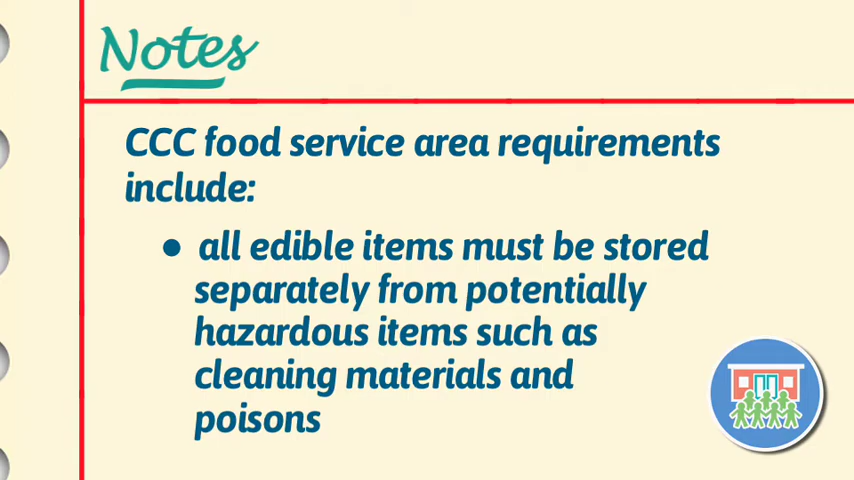 Notes
CCC food service area requirements
include:
● all edible items must be stored
separately from potentially
hazardous items such as
cleaning materials and
poisons